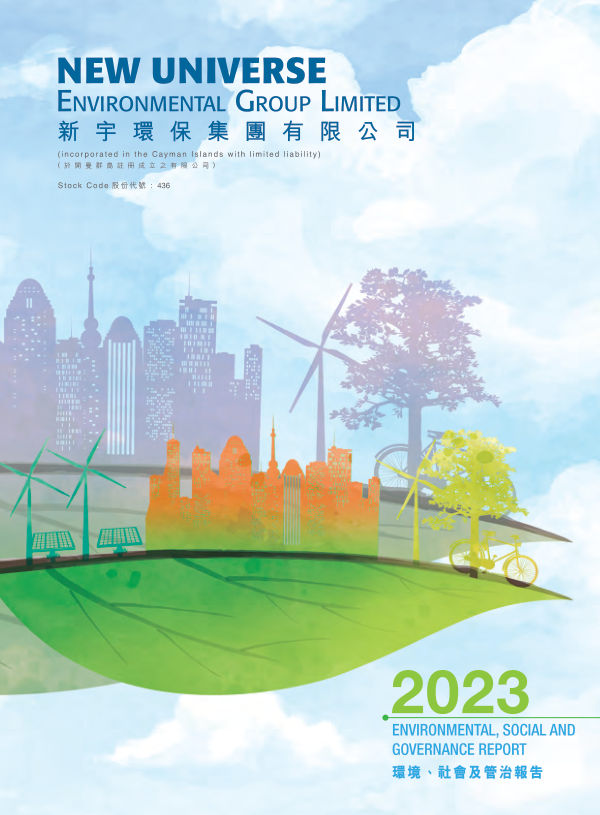 NEW UNIVERSE
ENVIRONMENTAL GROUP LIMITED
新宇環保集團有限公司
(incorporated in the Cayman Islands with limited liability)
(於開曼群島註冊成立之有限公司)
Stock Code 股份代號 : 436
2023
ENVIRONMENTAL, SOCIAL AND
GOVERNANCE REPORT
環境、社會及管治報告